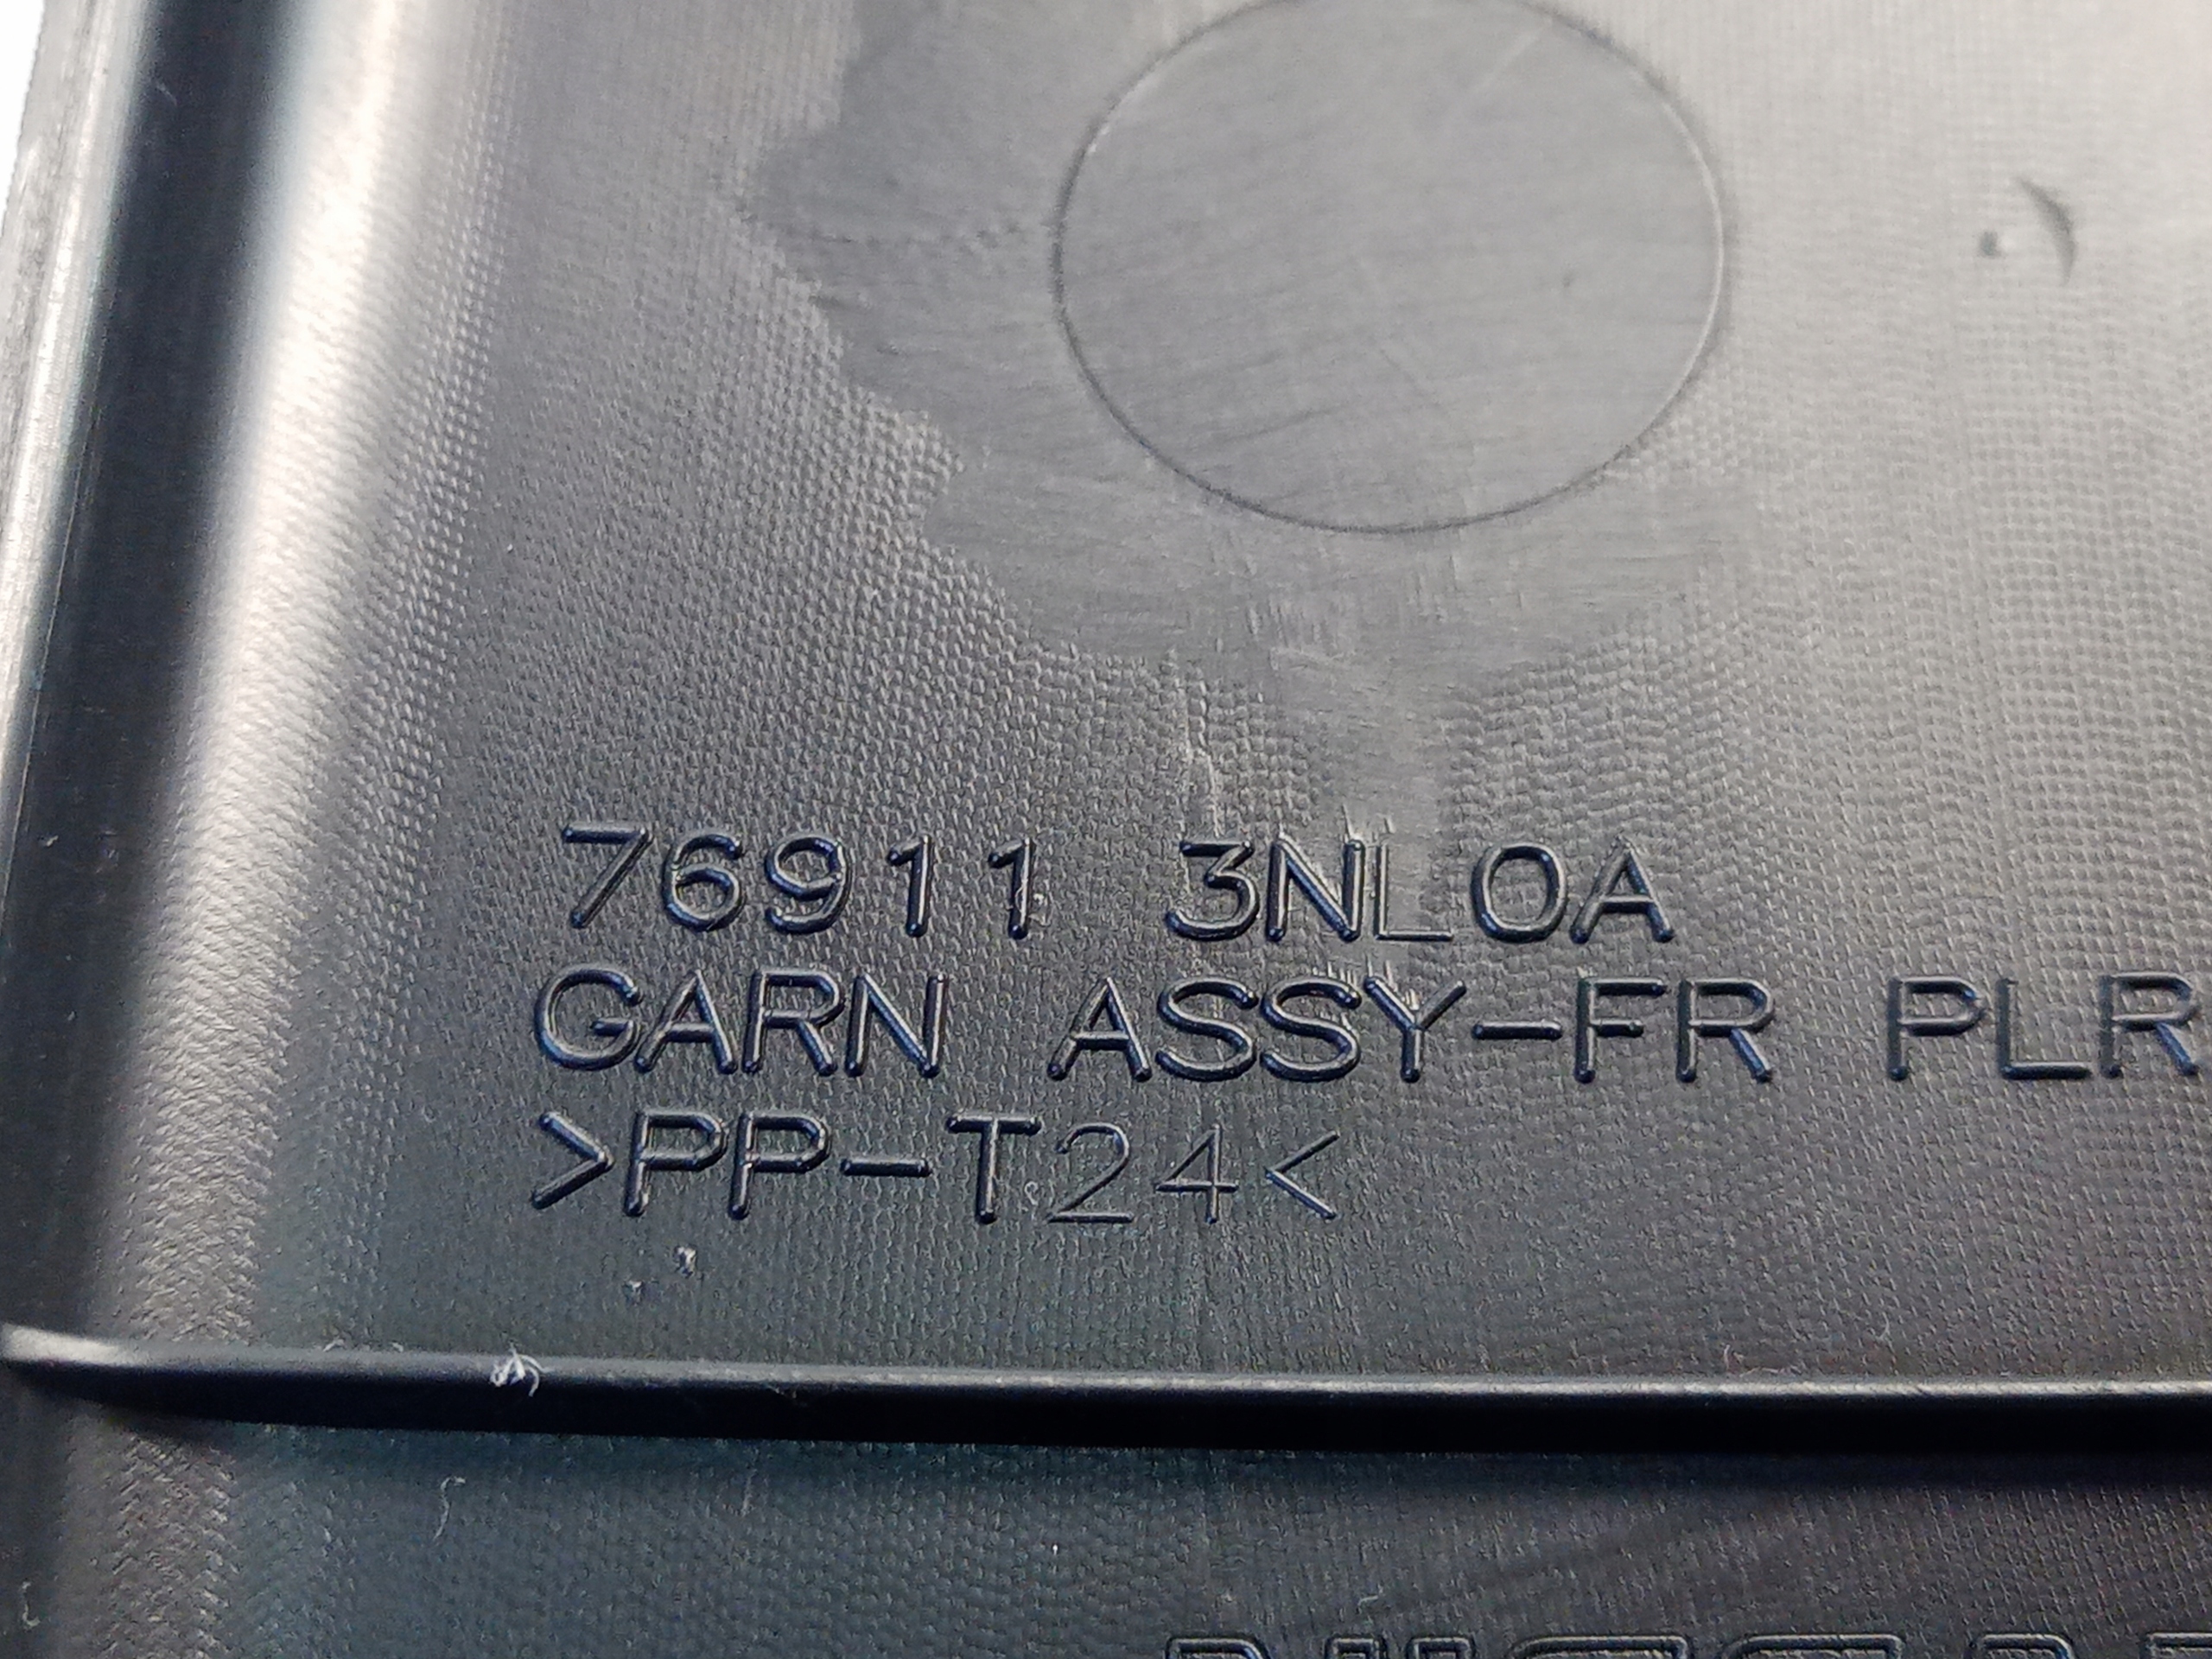 76911 3NL0A
GARN ASSY-FR PLR
>PP-T24<